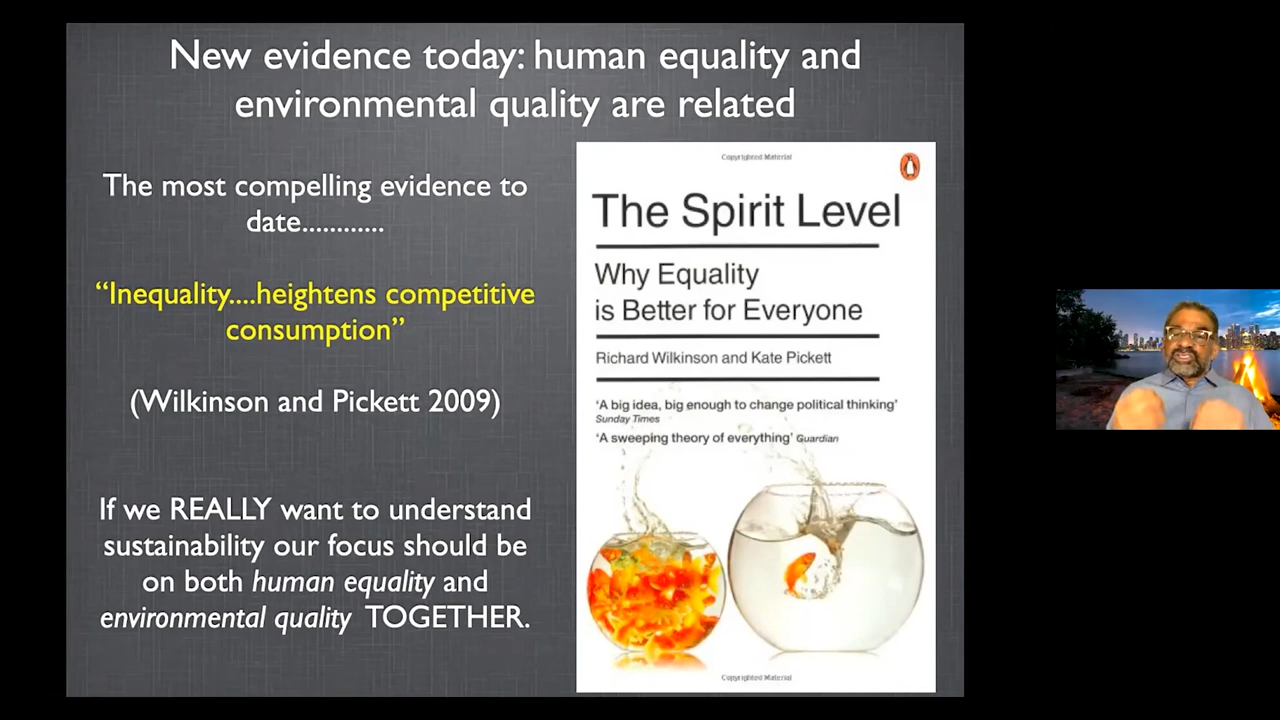 New evidence today: human equality and
environmental quality are related
The most compelling evidence to
date............
“Inequality....heightens competitive
consumption”
(Wilkinson and Pickett 2009)
If we REALLY want to understand
sustainability our focus should be
on both human equality and
environmental quality TOGETHER.
Copyrighted Material
The Spirit Level
Why Equality
is Better for Everyone
Richard Wilkinson and Kate Pickett
‘A big idea, big enough to change political thinking’
Sunday Times
‘A sweeping theory of everything’ Guardian
Copyrighted Material